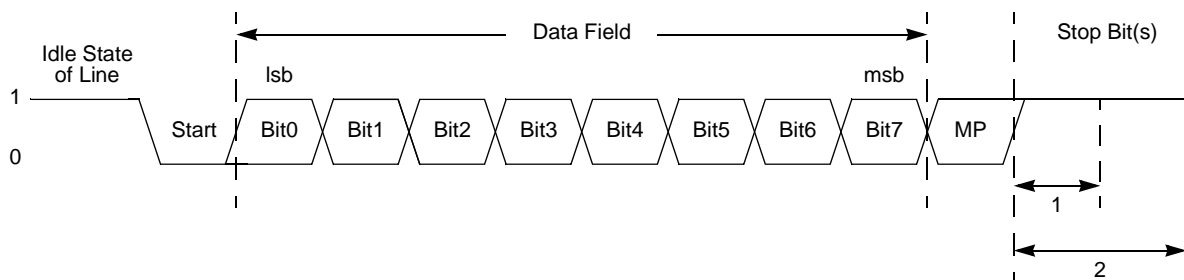 Data Field
Stop Bit(s)
Idle State
of Line
lsb
msb
1
Start
Bit0
Bit1
Bit2
Bit3
Bit4
Bit5
Bit6
Bit7
MP
0
1
2